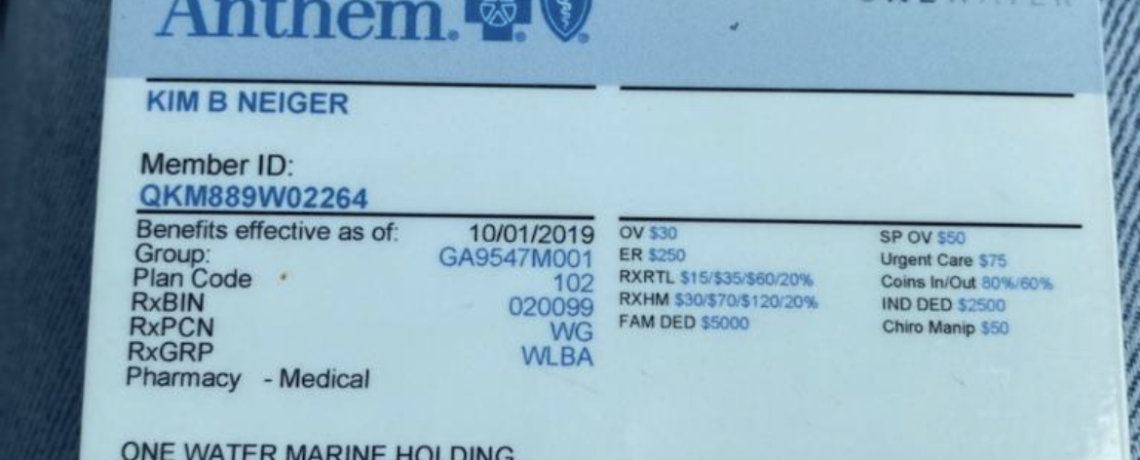 Anthem.
KIM B NEIGER
Member ID:
QKM889W02264
Benefits effective as of: 10/01/2019
Group: GA9547M001
Plan Code 102
RxBIN 020099
RxPCN WG
RxGRP WLBA
Pharmacy - Medical
OV $30
ER $250
RXRTL $15/$35/$60/20%
RXHM $30/$70/$120/20%
FAM DED $5000
SP OV $50
Urgent Care $75
Coins In/Out 80%/60%
IND DED $2500
Chiro Manip $50
ONE WATER MARINE HOLDING